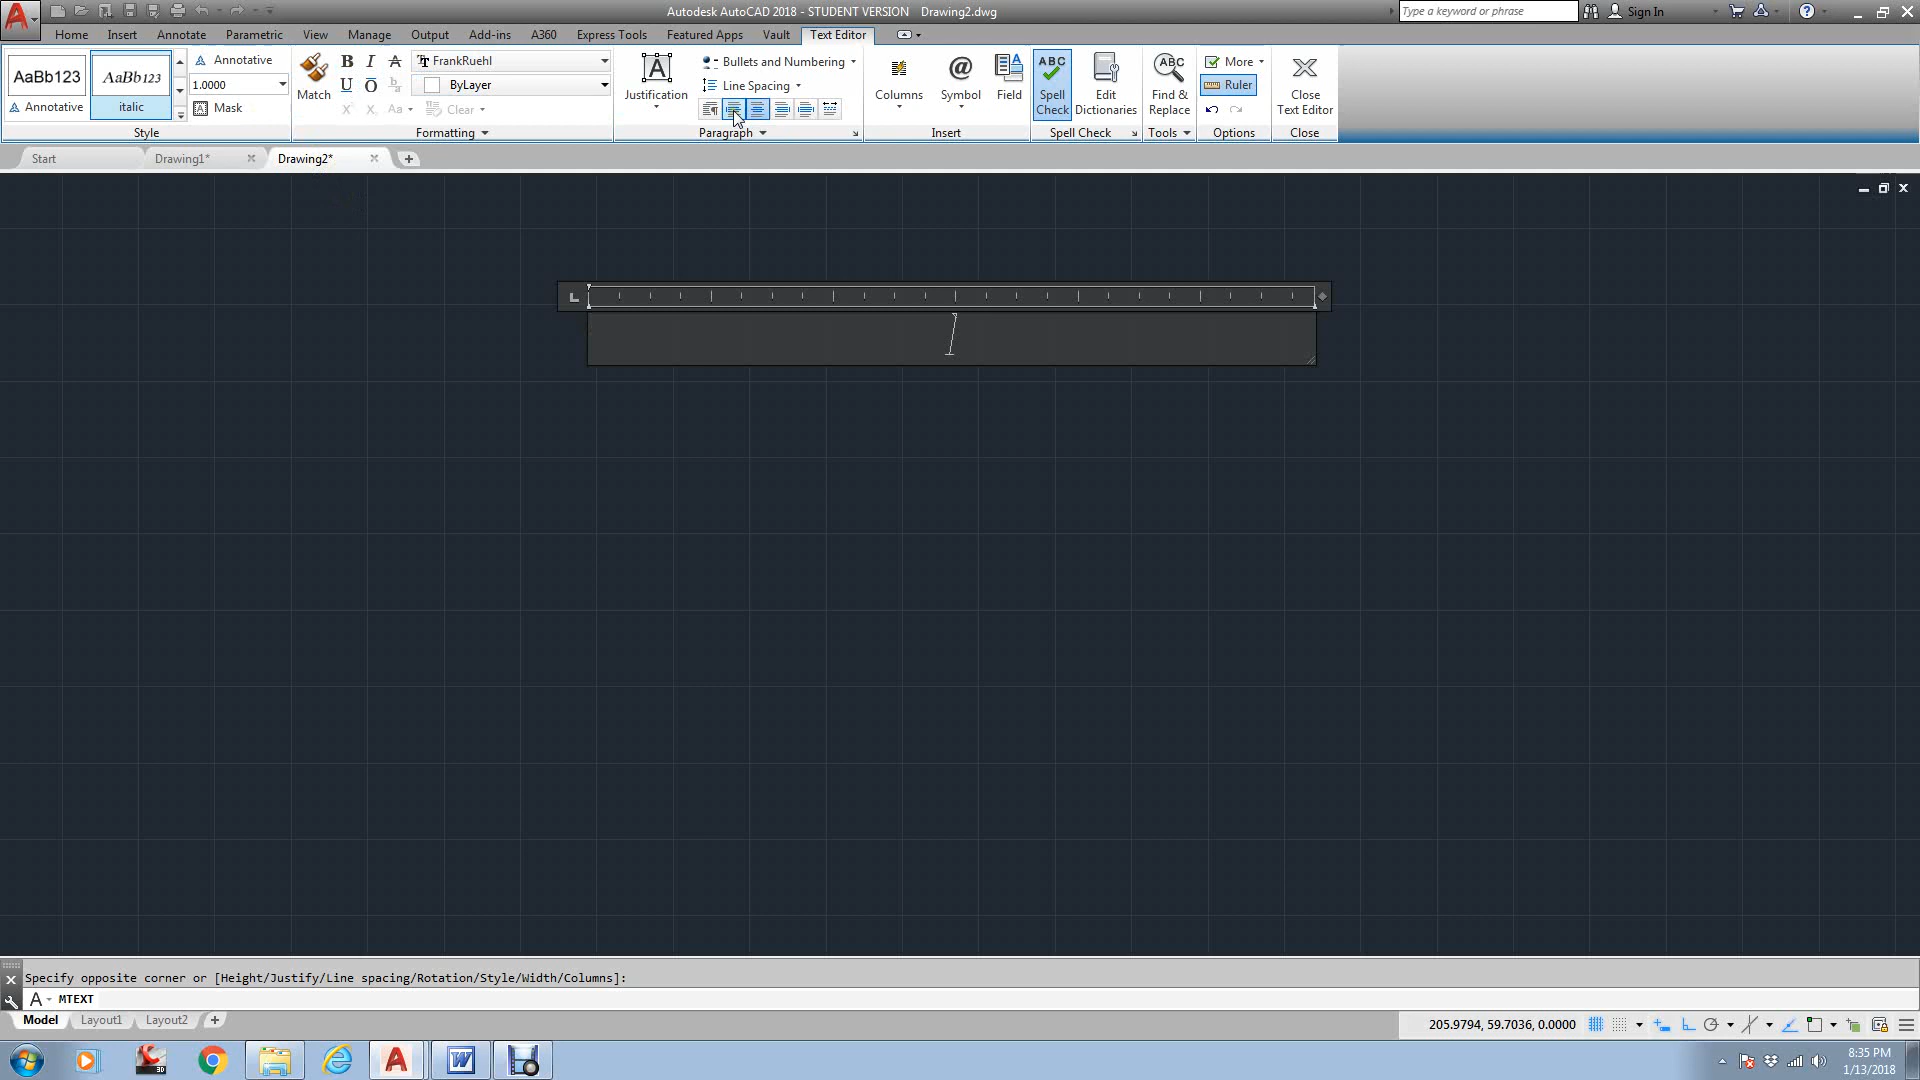 Autodesk AutoCAD 2018 - STUDENT VERSION Drawing2.dwg
Type a keyword or phrase
Sign In
Home Insert Annotate Parametric View Manage Output Add-ins A360 Express Tools Featured Apps Vault Text Editor
AaBb123
Annotative
AaBb123
italic
Annotative
1.0000
Mask
Style
Match
B I A
U O
Aa
Clear
FrankRuehl
ByLayer
Formatting
Justification
Bullets and Numbering
Line Spacing
Paragraph
Columns
@
Symbol
Field
Insert
ABC
Spell
Check
Edit
Dictionaries
Spell Check
ABC
Find &
Replace
Tools
More
Ruler
Options
Close
Text Editor
Close
Start
Drawing1*
Drawing2*
Specify opposite corner or [Height/Justify/Line spacing/Rotation/Style/Width/Columns]:
MTEXT
Model Layout1 Layout2
205.9794, 59.7036, 0.0000
8:35 PM
1/13/2018